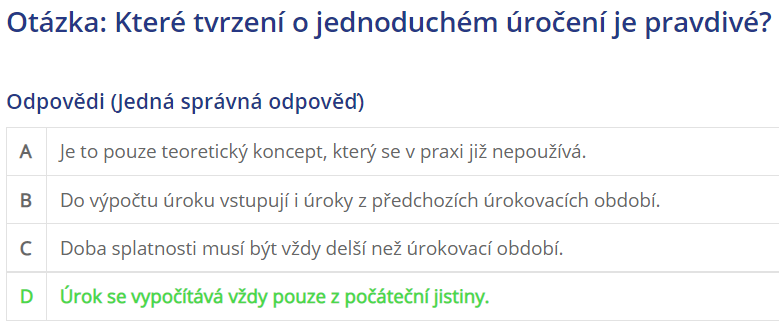 Otázka: Které tvrzení o jednoduchém úročení je pravdivé?
Odpovědi (Jedná správná odpověď)
A Je to pouze teoretický koncept, který se v praxi již nepoužívá.
B Do výpočtu úroku vstupují i úroky z předchozích úrokovacích období.
C Doba splatnosti musí být vždy delší než úrokovací období.
D Úrok se vypočítává vždy pouze z počáteční jistiny.